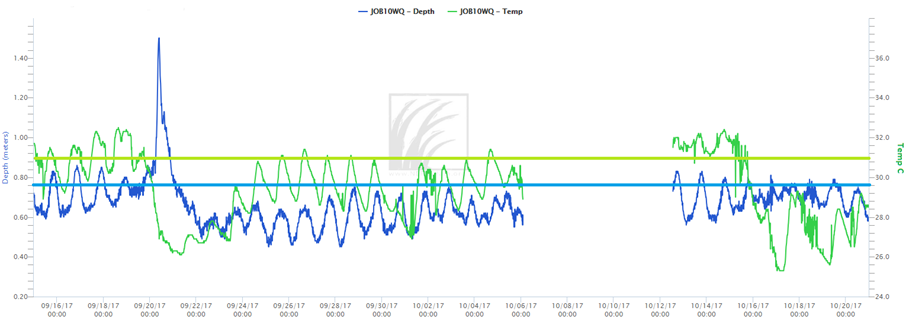 JOB10WQ - Depth JOB10WQ - Temp
1.40
1.20
1.00
0.80
0.60
0.40
0.20
Depth (meters)
36.0
34.0
32.0
30.0
28.0
26.0
24.0
Temp C
09/16/17 09/18/17 09/20/17 09/22/17 09/24/17 09/26/17 09/28/17 09/30/17 10/02/17 10/04/17 10/06/17 10/08/17 10/10/17 10/12/17 10/14/17 10/16/17 10/18/17 10/20/17
00:00 00:00 00:00 00:00 00:00 00:00 00:00 00:00 00:00 00:00 00:00 00:00 00:00 00:00 00:00 00:00 00:00 00:00